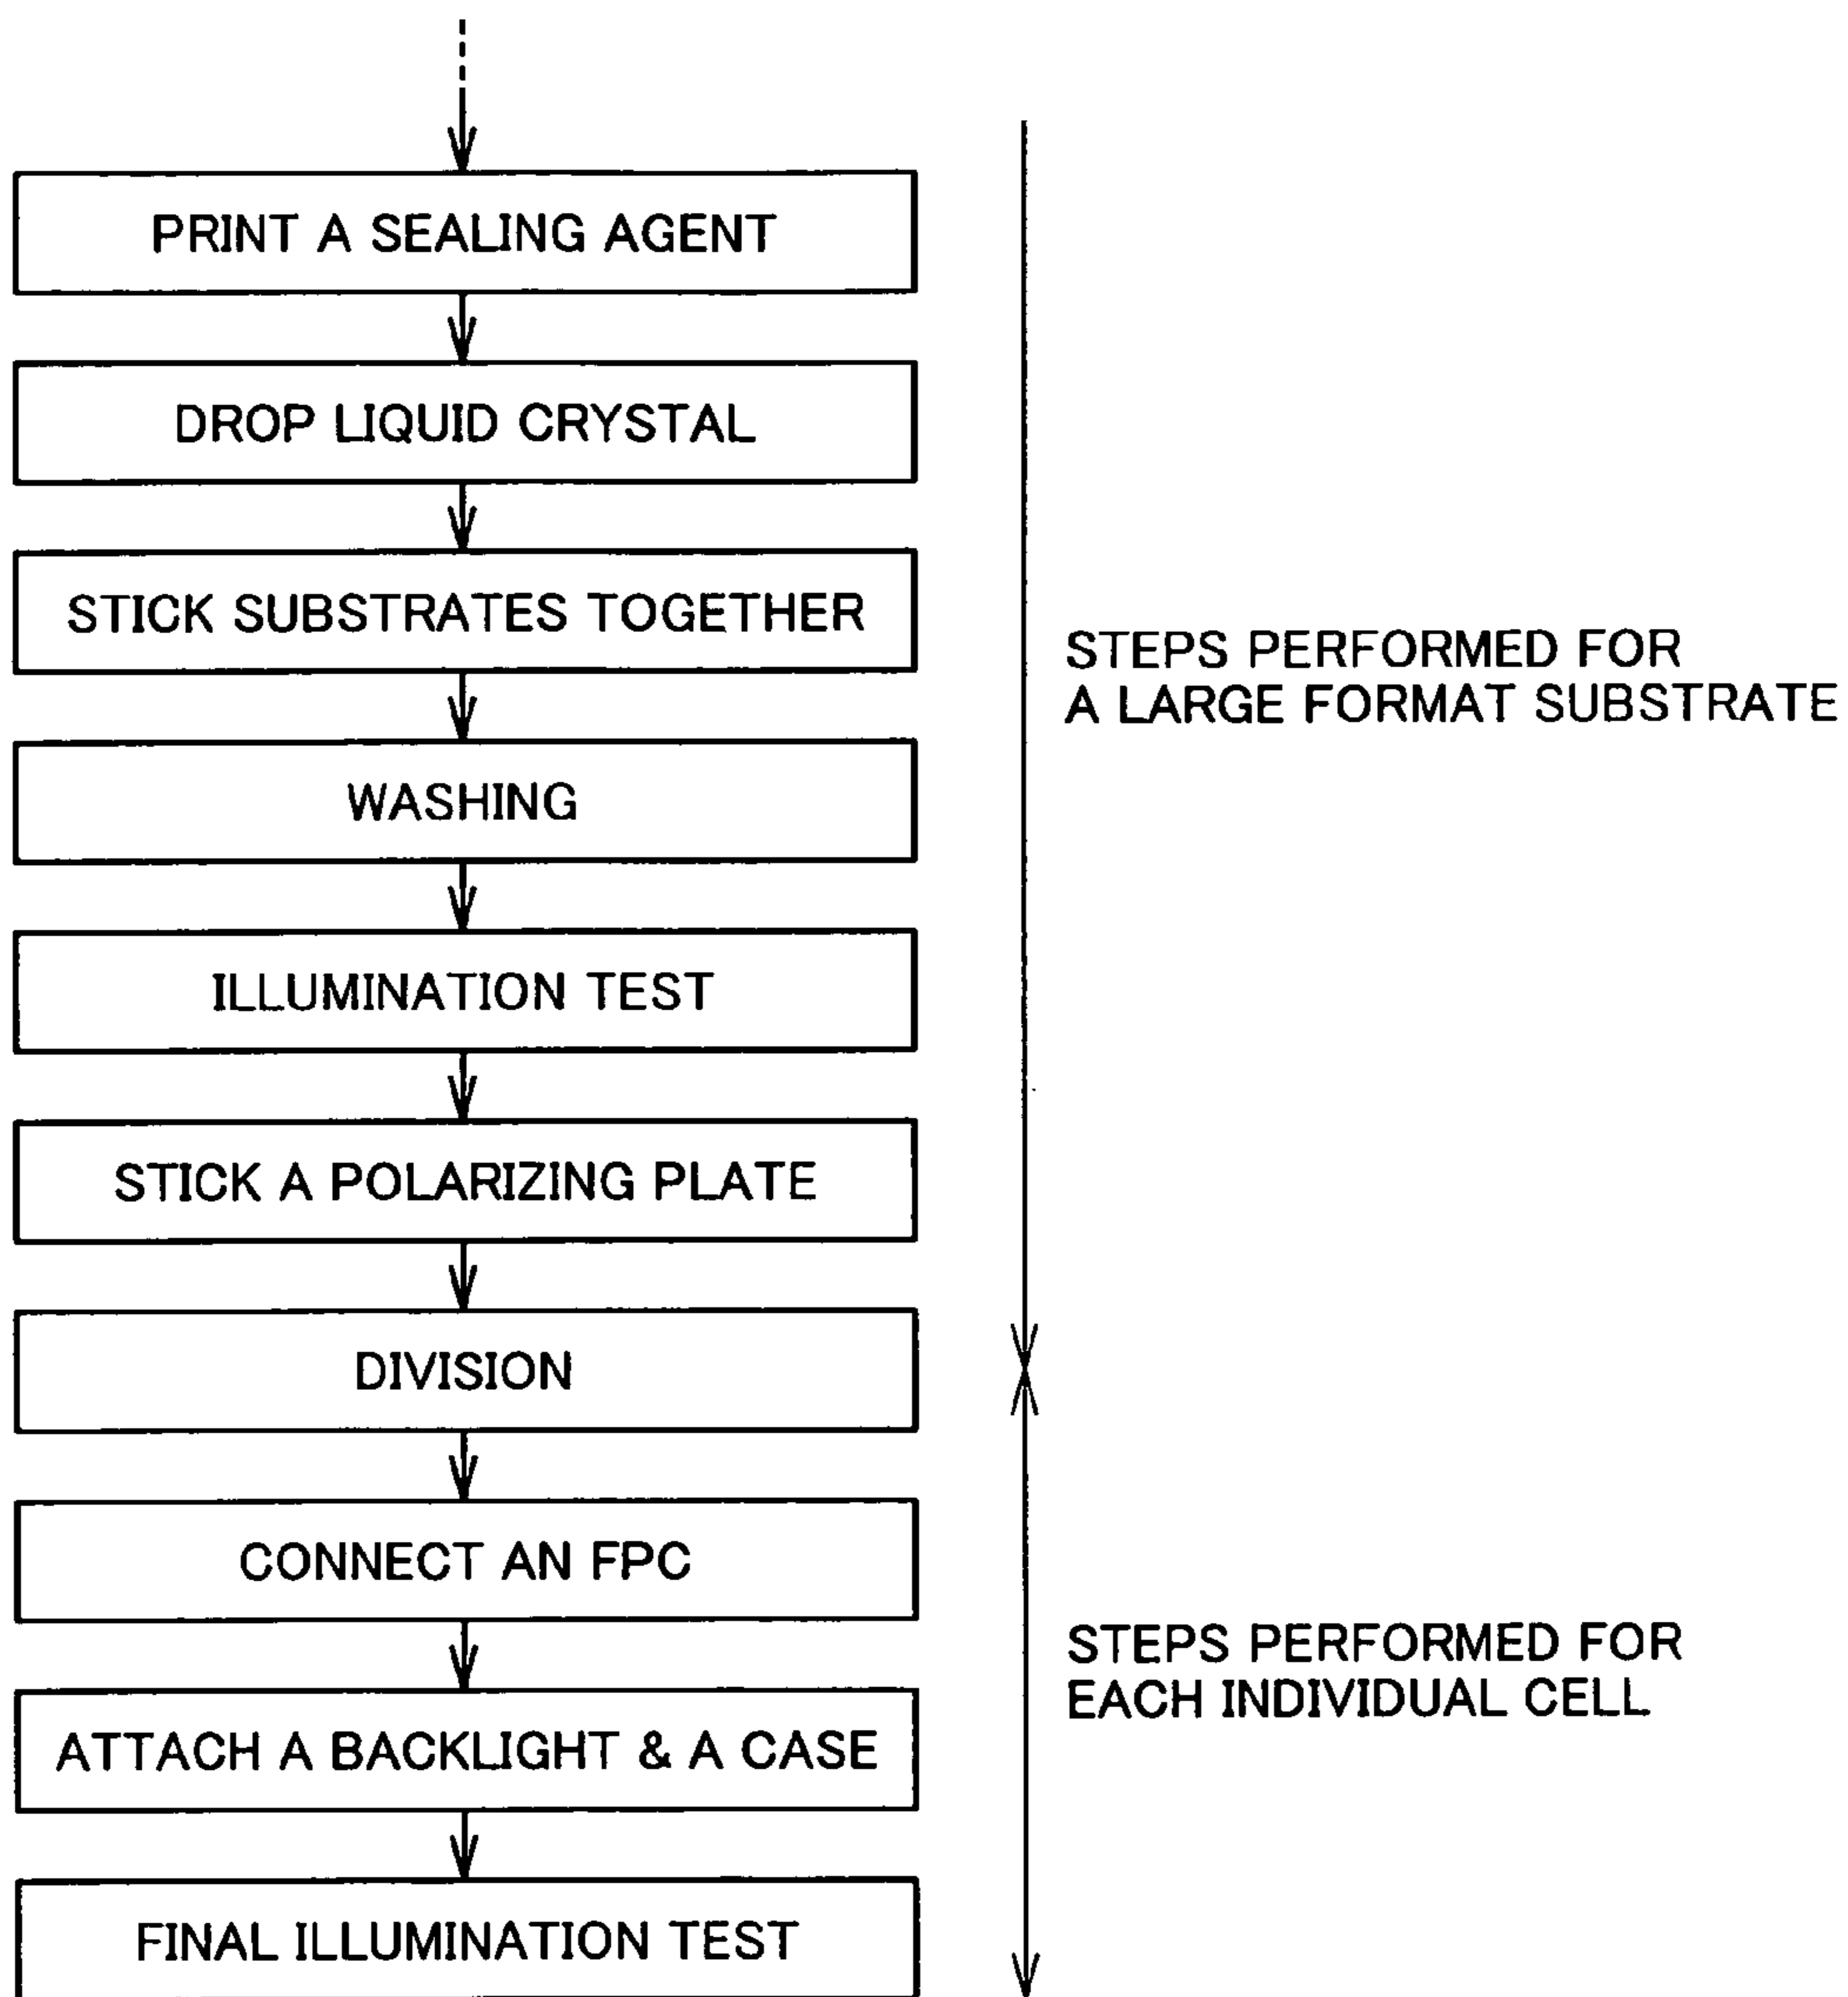 PRINT A SEALING AGENT
DROP LIQUID CRYSTAL
STICK SUBSTRATES TOGETHER
STEPS PERFORMED FOR
A LARGE FORMAT SUBSTRATE
WASHING
ILLUMINATION TEST
STICK A POLARIZING PLATE
DIVISION
CONNECT AN FPC
STEPS PERFORMED FOR
EACH INDIVIDUAL CELL
ATTACH A BACKLIGHT & A CASE
FINAL ILLUMINATION TEST